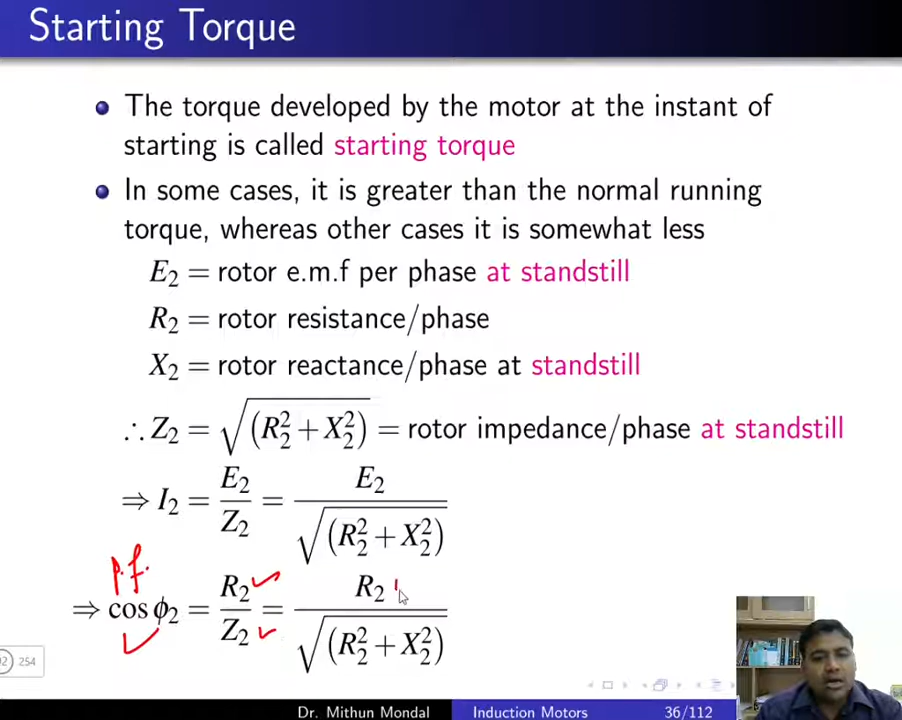 Starting Torque
The torque developed by the motor at the instant of
starting is called starting torque
In some cases, it is greater than the normal running
torque, whereas other cases it is somewhat less
E₂ = rotor e.m.f per phase at standstill
R₂ = rotor resistance/phase
X₂ = rotor reactance/phase at standstill
∴ Z₂ = √(R₂² + X₂²) = rotor impedance/phase at standstill
⇒ I₂ = E₂/Z₂ = E₂/√(R₂² + X₂²)
p.f.
⇒ cos ϕ₂ = R₂/Z₂ = R₂/√(R₂² + X₂²)
254
Dr. Mithun Mondal Induction Motors 36/112